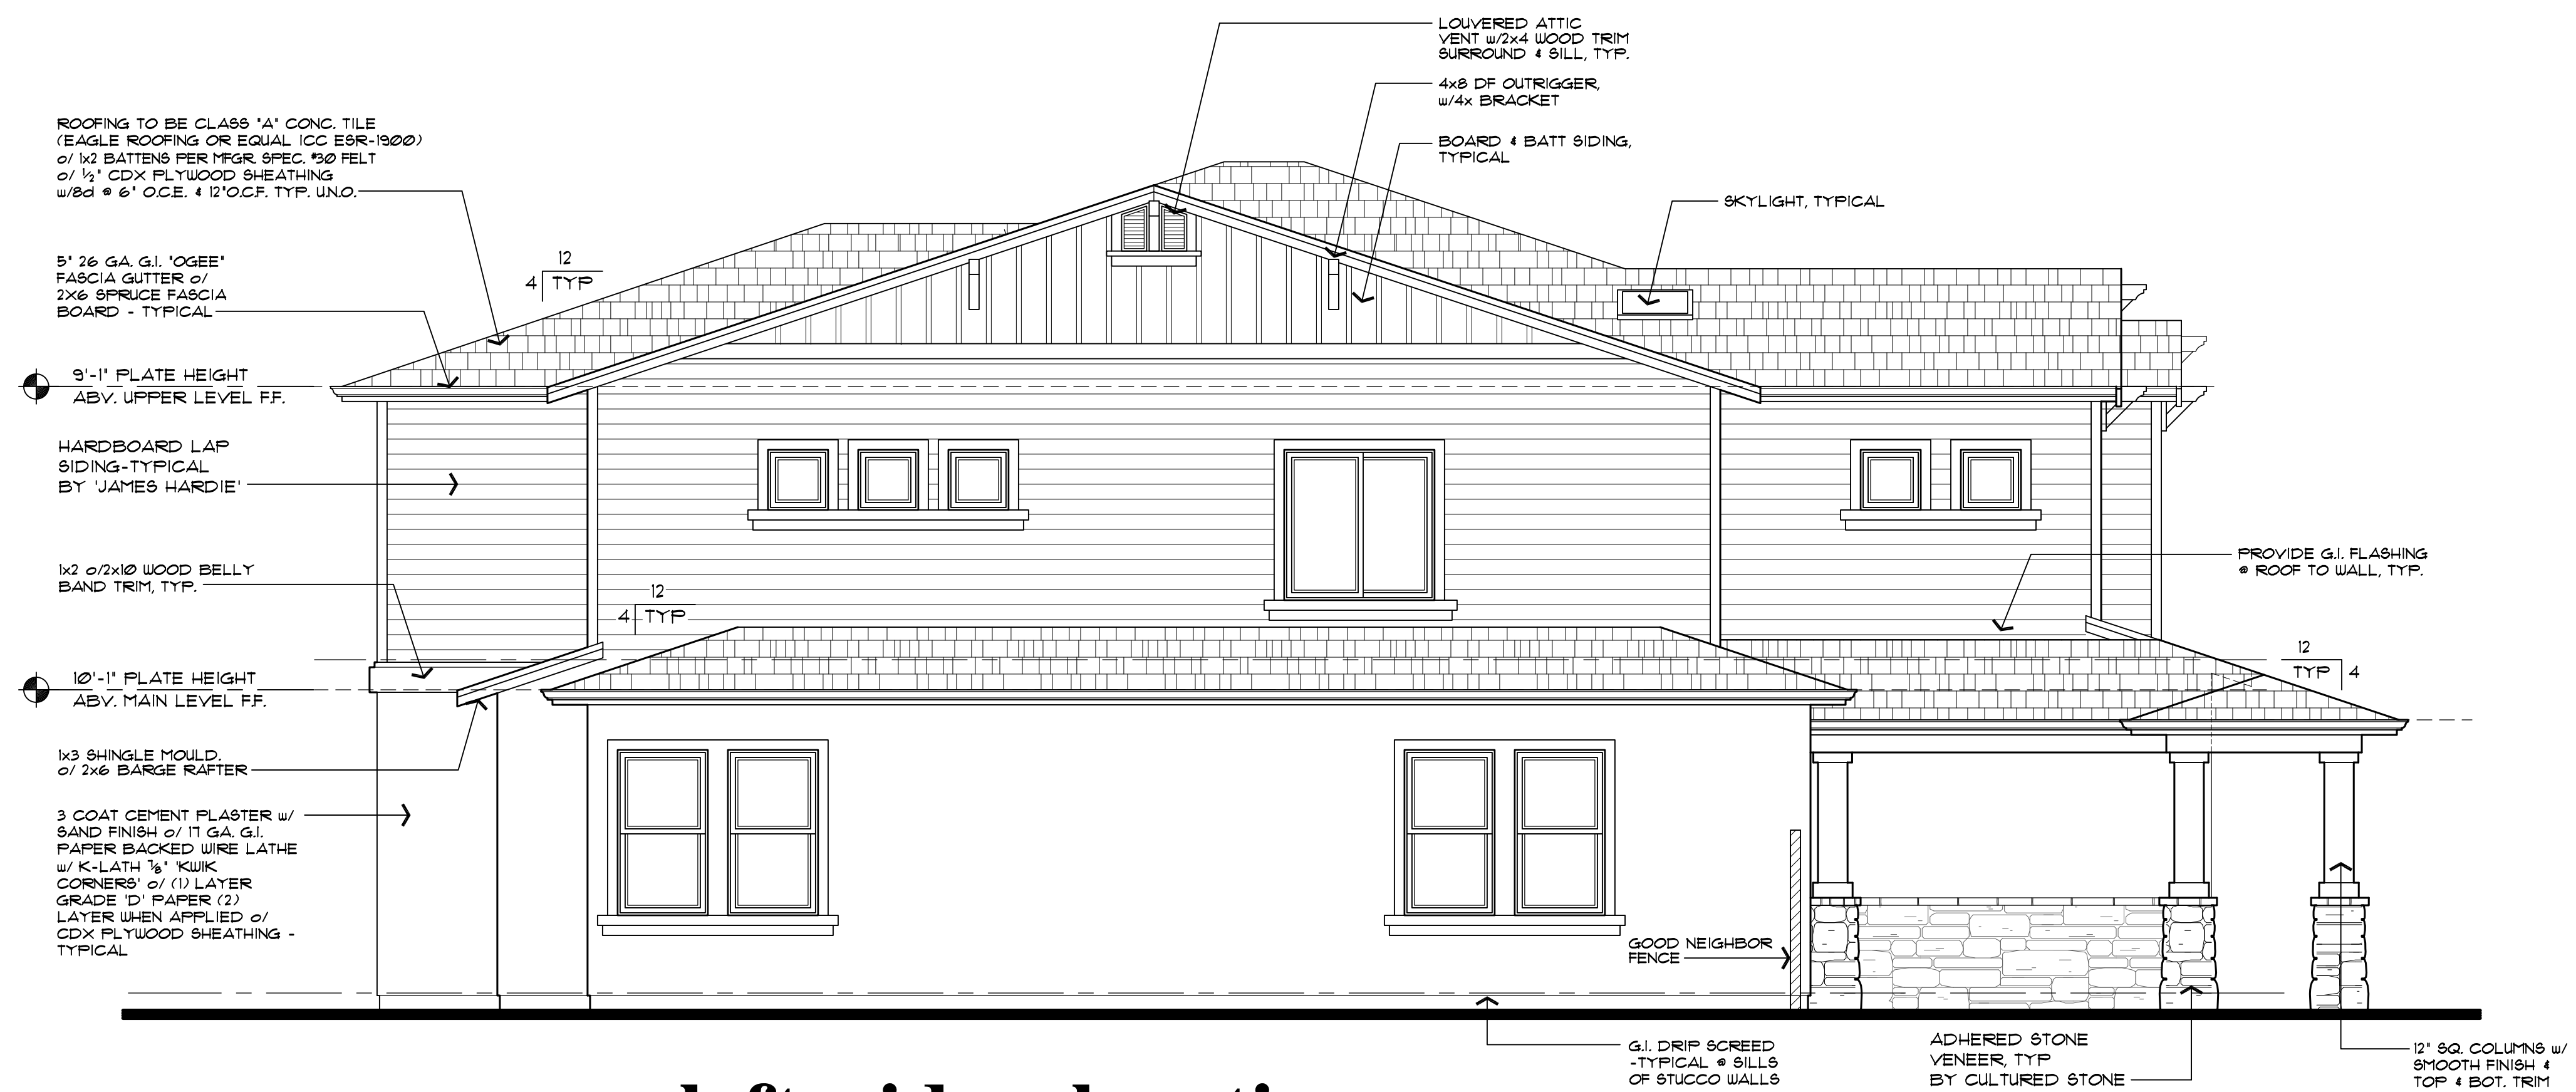 LOUVERED ATTIC
VENT w/2x4 WOOD TRIM
SURROUND & SILL, TYP.
4x8 DF OUTRIGGER,
w/4x BRACKET
BOARD & BATT SIDING,
TYPICAL
SKYLIGHT, TYPICAL
ROOFING TO BE CLASS "A" CONC. TILE
(EAGLE ROOFING OR EQUAL ICC ESR-1900)
o/ 1x2 BATTENS PER MFGR. SPEC. #30 FELT
o/ ½" CDX PLYWOOD SHEATHING
w/8d @ 6" O.C.E. & 12"O.C.F. TYP. U.N.O.
12
4 TYP
5" 26 GA. G.I. "OGEE"
FASCIA GUTTER o/
2X6 SPRUCE FASCIA
BOARD - TYPICAL
9'-1" PLATE HEIGHT
ABV. UPPER LEVEL F.F.
HARDBOARD LAP
SIDING-TYPICAL
BY 'JAMES HARDIE'
1x2 o/2x10 WOOD BELLY
BAND TRIM, TYP.
12
4 TYP
PROVIDE G.I. FLASHING
@ ROOF TO WALL, TYP.
12
TYP 4
10'-1" PLATE HEIGHT
ABV. MAIN LEVEL F.F.
1x3 SHINGLE MOULD.
o/ 2x6 BARGE RAFTER
3 COAT CEMENT PLASTER w/
SAND FINISH o/ 17 GA. G.I.
PAPER BACKED WIRE LATHE
w/ K-LATH ⅞" 'KWIK
CORNERS' o/ (1) LAYER
GRADE 'D' PAPER (2)
LAYER WHEN APPLIED o/
CDX PLYWOOD SHEATHING -
TYPICAL
GOOD NEIGHBOR
FENCE
G.I. DRIP SCREED
-TYPICAL @ SILLS
OF STUCCO WALLS
ADHERED STONE
VENEER, TYP
BY CULTURED STONE
12" SQ. COLUMNS w/
SMOOTH FINISH &
TOP & BOT. TRIM